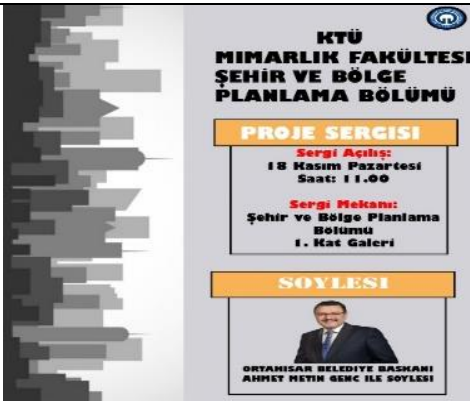 KTÜ
MIMARLIK FAKÜLTESI
ŞEHİR VE BÖLGE
PLANLAMA BÖLÜMÜ
PROJE SERGISI
Sergi Açılış:
18 Kasım Pazartesi
Saat: 11.00
Sergi Mekanı:
Şehir ve Bölge Planlama
Bölümü
1. Kat Galeri
SOYLESI
ORTAHISAR BELEDIYE BASKANI
AHMET METIN GENC ILE SOYLESI